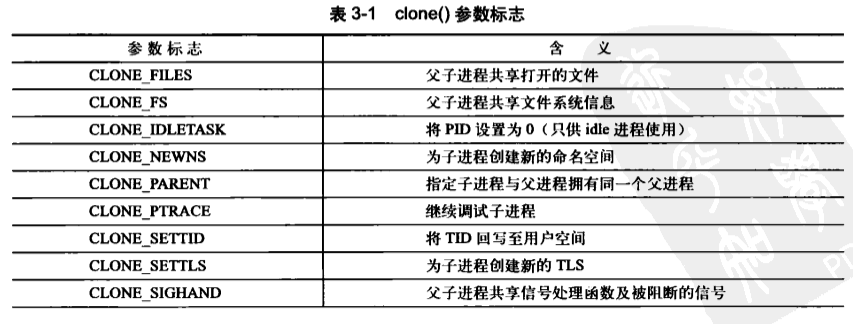 表 3-1 clone() 参数标志
参 数 标 志 含 义
CLONE_FILES 父子进程共享打开的文件
CLONE_FS 父子进程共享文件系统信息
CLONE_IDLETASK 将 PID 设置为 0（只供 idle 进程使用）
CLONE_NEWNS 为子进程创建新的命名空间
CLONE_PARENT 指定子进程与父进程拥有同一个父进程
CLONE_PTRACE 继续调试子进程
CLONE_SETTID 将 TID 回写至用户空间
CLONE_SETTLS 为子进程创建新的 TLS
CLONE_SIGHAND 父子进程共享信号处理函数及被阻断的信号